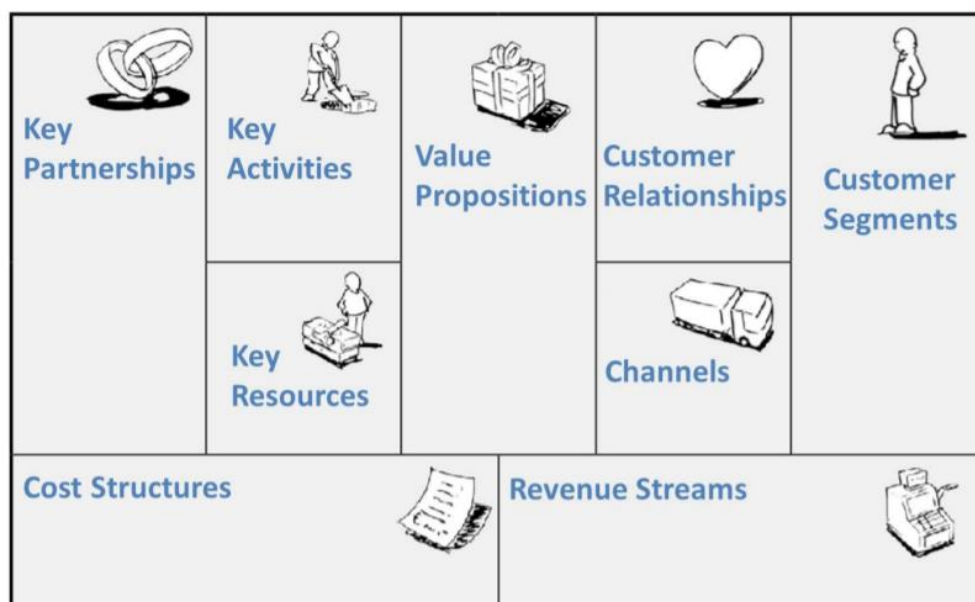 Key
Partnerships
Key
Activities
Key
Resources
Value
Propositions
Customer
Relationships
Channels
Customer
Segments
Cost Structures
Revenue Streams